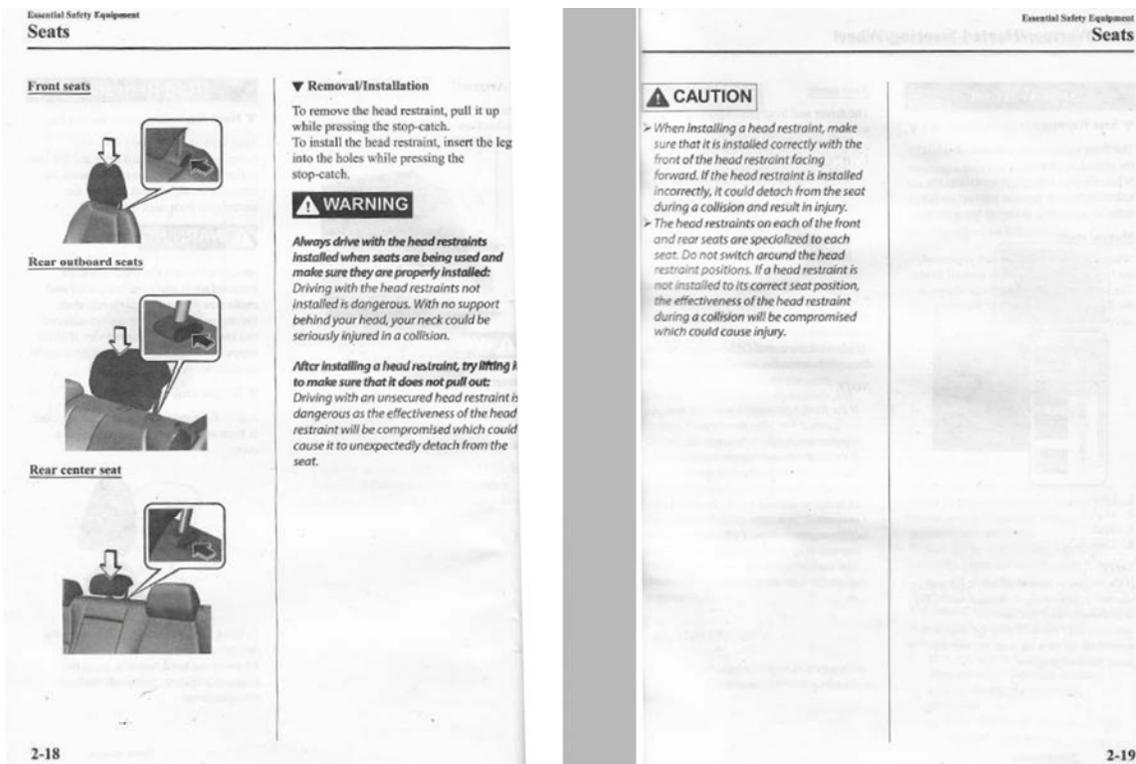 Essential Safety Equipment
Seats
Front seats
Rear outboard seats
Rear center seat
▼ Removal/Installation
To remove the head restraint, pull it up
while pressing the stop-catch.
To install the head restraint, insert the leg
into the holes while pressing the
stop-catch.
WARNING
Always drive with the head restraints
installed when seats are being used and
make sure they are properly installed:
Driving with the head restraints not
installed is dangerous. With no support
behind your head, your neck could be
seriously injured in a collision.
After installing a head restraint, try lifting i
to make sure that it does not pull out:
Driving with an unsecured head restraint is
dangerous as the effectiveness of the head
restraint will be compromised which could
cause it to unexpectedly detach from the
seat.
2-18
Essential Safety Equipment
Seats
CAUTION
➢ When installing a head restraint, make
sure that it is installed correctly with the
front of the head restraint facing
forward. If the head restraint is installed
incorrectly, it could detach from the seat
during a collision and result in injury.
➢ The head restraints on each of the front
and rear seats are specialized to each
seat. Do not switch around the head
restraint positions. If a head restraint is
not installed to its correct seat position,
the effectiveness of the head restraint
during a collision will be compromised
which could cause injury.
2-19